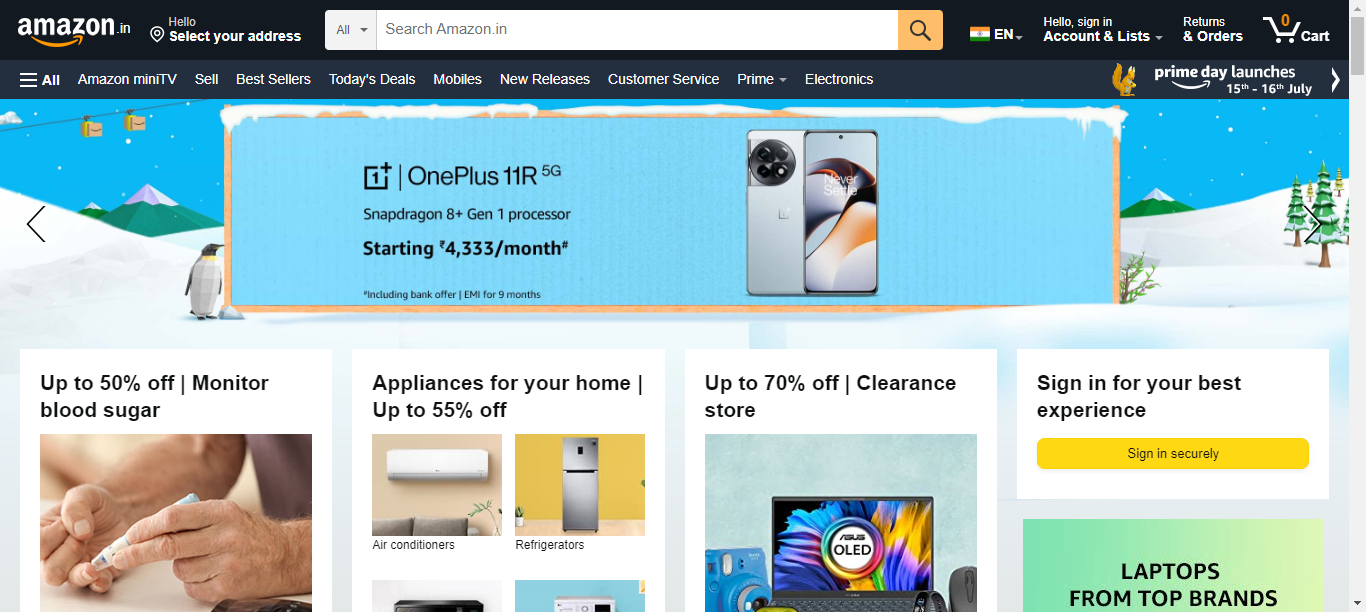 amazon.in
Hello
Select your address
All
Search Amazon.in
EN
Hello, sign in
Account & Lists
Returns
& Orders
0
Cart
All
Amazon miniTV
Sell
Best Sellers
Today's Deals
Mobiles
New Releases
Customer Service
Prime
Electronics
prime day launches
15th - 16th July
1+ | OnePlus 11R 5G
Snapdragon 8+ Gen 1 processor
Starting ₹4,333/month#
#Including bank offer | EMI for 9 months
Never
Settle
Up to 50% off | Monitor
blood sugar
Appliances for your home |
Up to 55% off
Air conditioners
Refrigerators
Up to 70% off | Clearance
store
ASUS
OLED
Sign in for your best
experience
Sign in securely
LAPTOPS
FROM TOP BRANDS